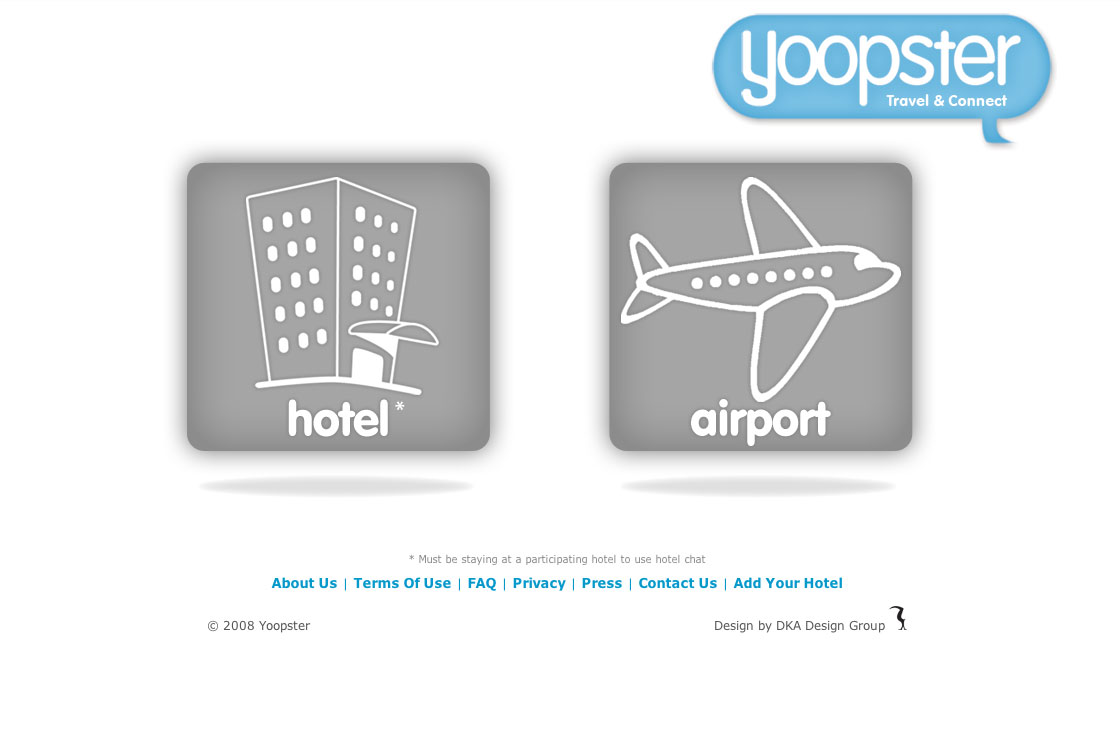 yoopster
Travel & Connect
hotel *
airport
* Must be staying at a participating hotel to use hotel chat
About Us | Terms Of Use | FAQ | Privacy | Press | Contact Us | Add Your Hotel
© 2008 Yoopster
Design by DKA Design Group